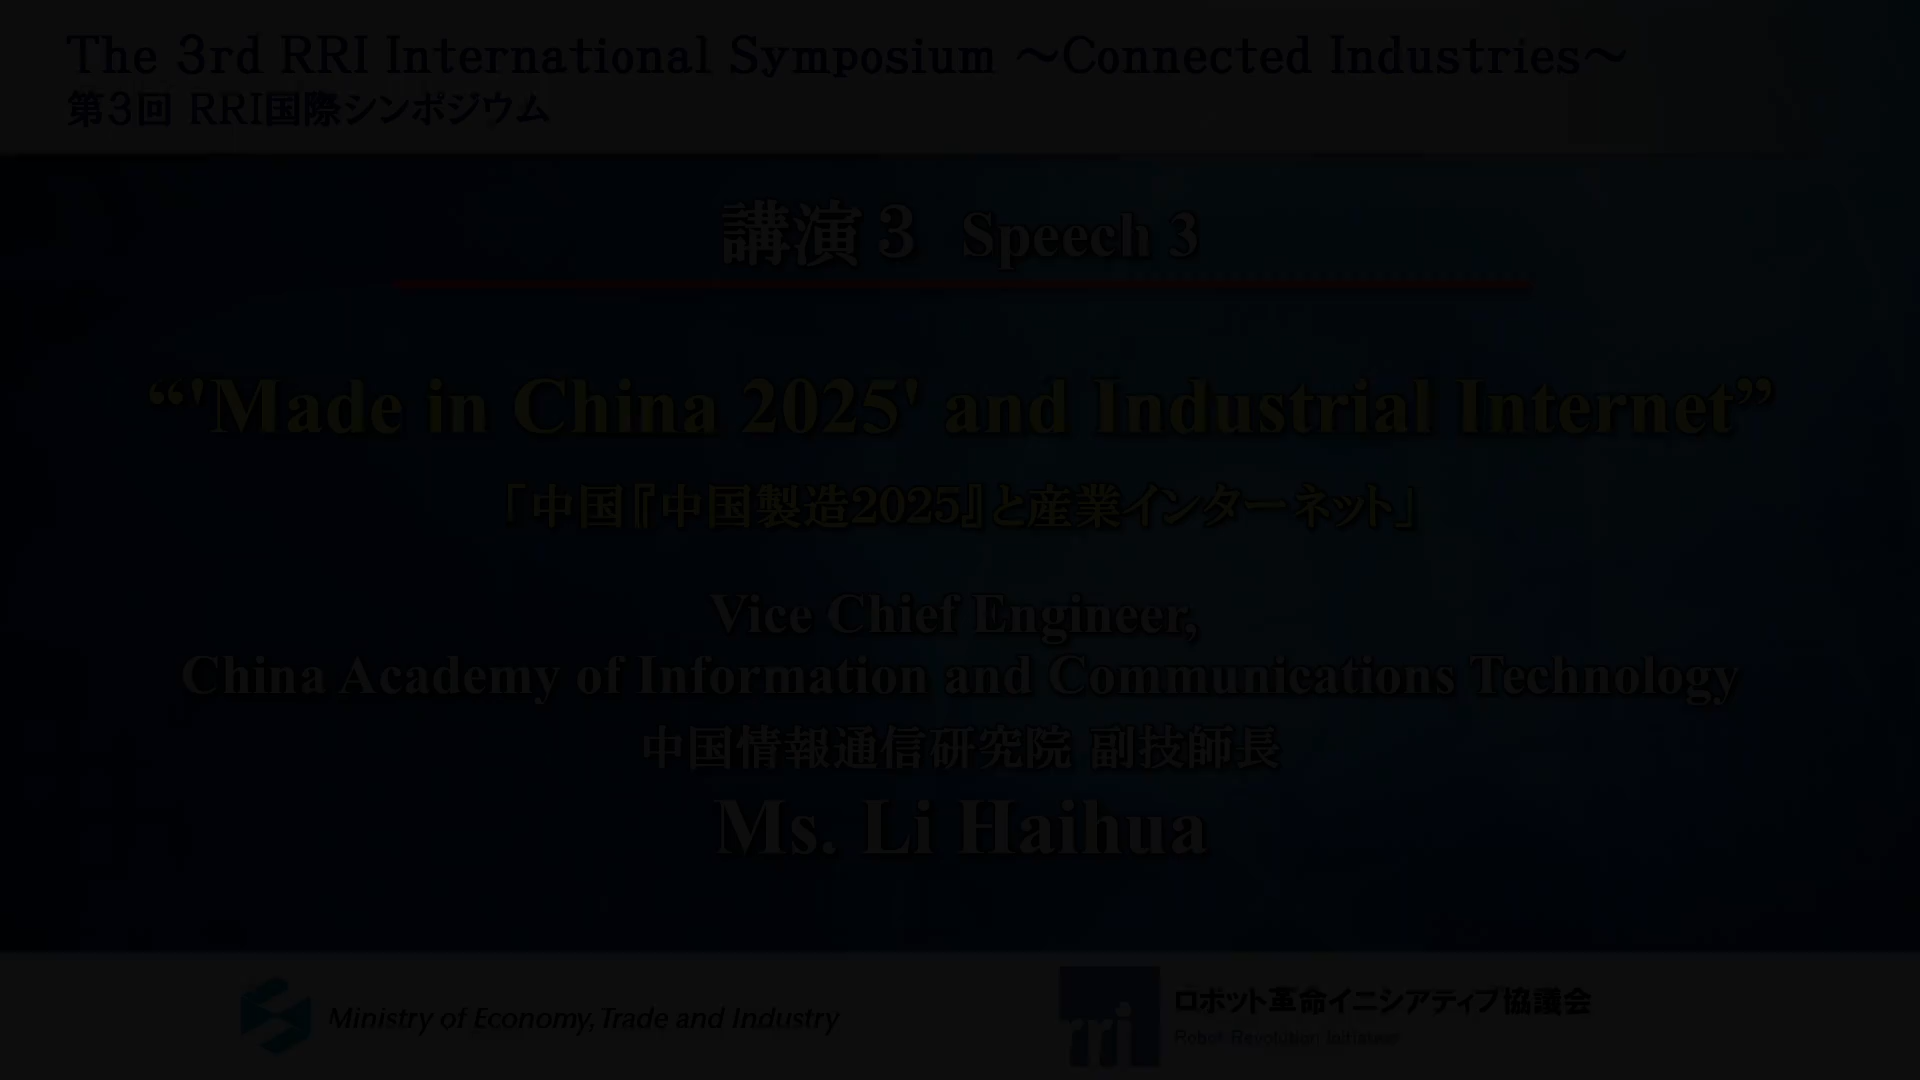 The 3rd RRI International Symposium ～Connected Industries～
第３回 RRI国際シンポジウム
講演３ Speech 3
“'Made in China 2025' and Industrial Internet”
「中国『中国製造2025』と産業インターネット」
Vice Chief Engineer,
China Academy of Information and Communications Technology
中国情報通信研究院 副技師長
Ms. Li Haihua
Ministry of Economy, Trade and Industry
rri
ロボット革命イニシアティブ協議会
Robot Revolution Initiative